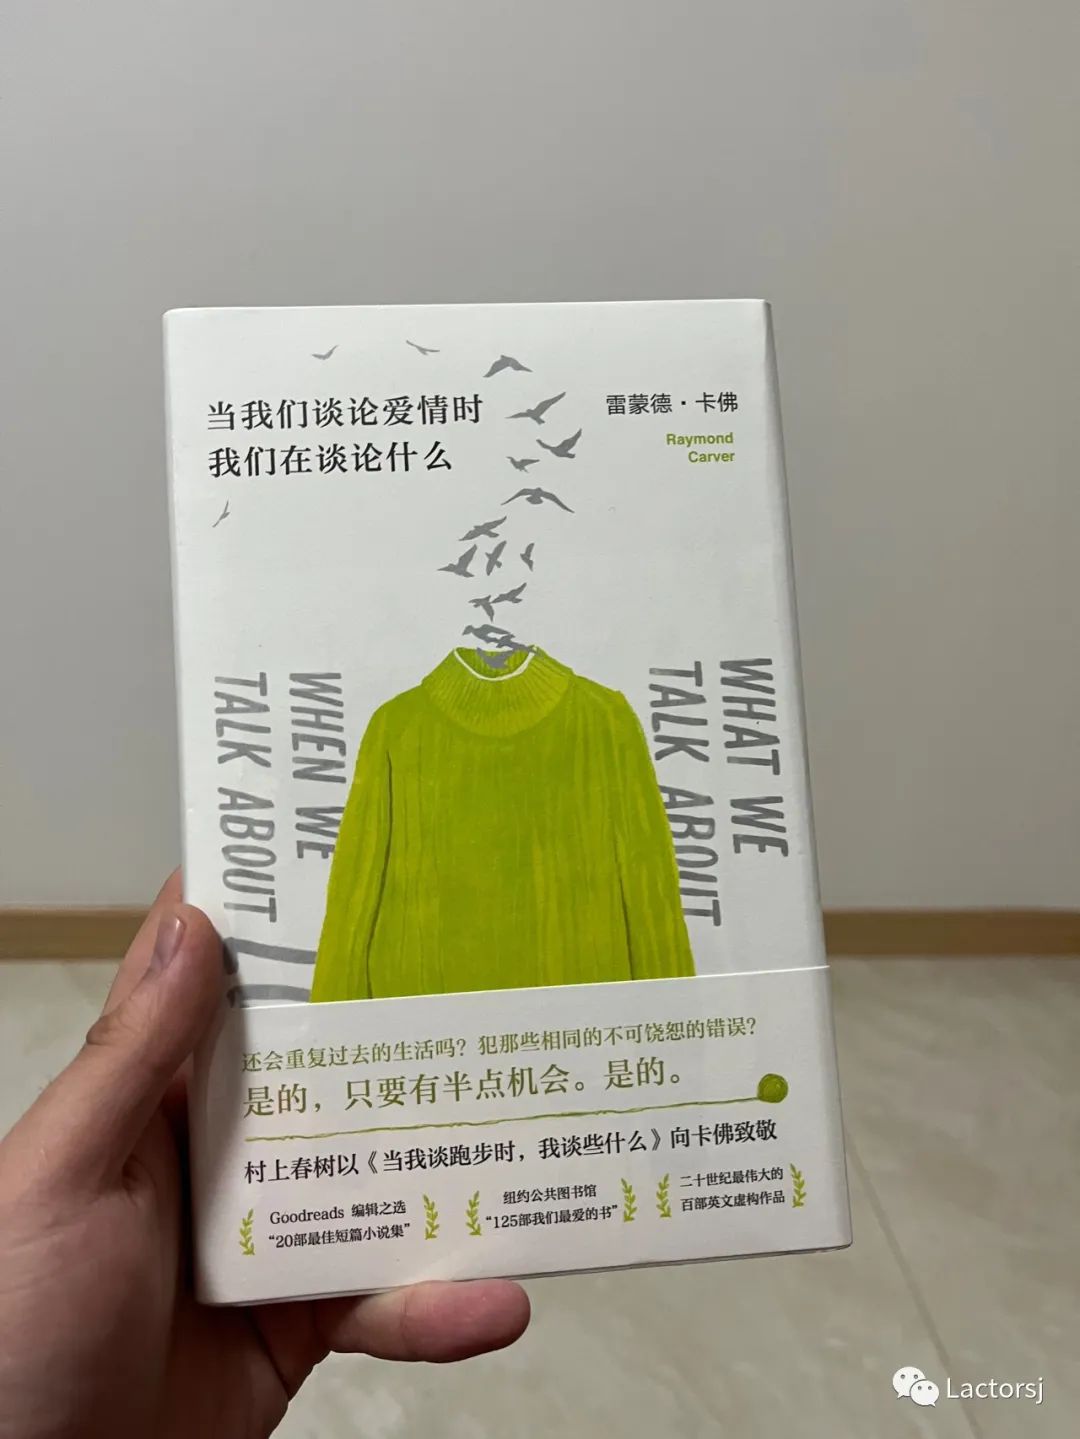 当我们谈论爱情时
我们在谈论什么
雷蒙德·卡佛
Raymond
Carver
WHEN WE
TALK ABOUT
WHAT WE
TALK ABOUT
还会重复过去的生活吗？犯那些相同的不可饶恕的错误？
是的，只要有半点机会。是的。
村上春树以《当我谈跑步时，我谈些什么》向卡佛致敬
Goodreads 编辑之选
“20部最佳短篇小说集”
纽约公共图书馆
“125部我们最爱的书”
二十世纪最伟大的
百部英文虚构作品
Lactorsj